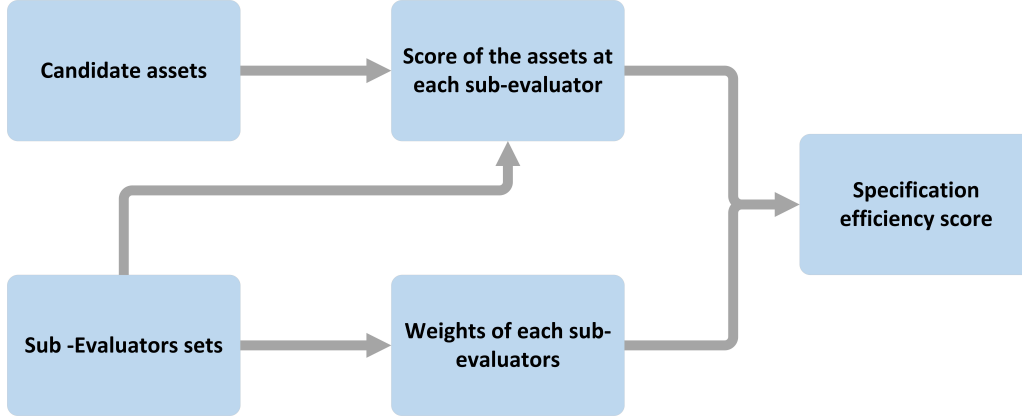 Candidate assets
Score of the assets at
each sub-evaluator
Specification
efficiency score
Sub -Evaluators sets
Weights of each sub-
evaluators